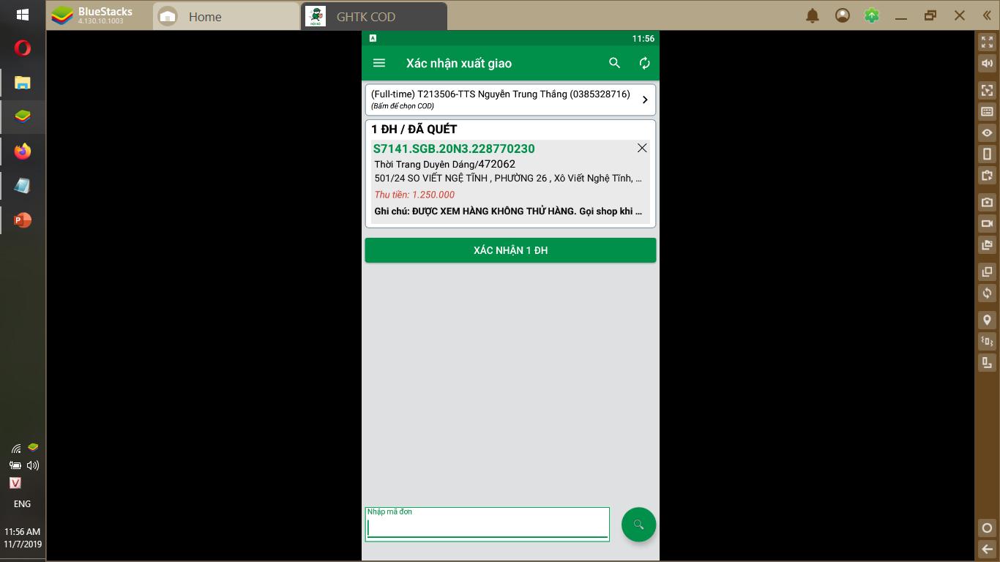 BlueStacks
4.130.10.1003
Home
GHTK COD
11:56
Xác nhận xuất giao
(Full-time) T213506-TTS Nguyễn Trung Thắng (0385328716)
(Bấm để chọn COD)
1 ĐH / ĐÃ QUÉT
S7141.SGB.20N3.228770230
Thời Trang Duyên Dáng/472062
501/24 SO VIẾT NGỆ TĨNH , PHƯỜNG 26 , Xô Viết Nghệ Tĩnh, ...
Thu tiền: 1.250.000
Ghi chú: ĐƯỢC XEM HÀNG KHÔNG THỬ HÀNG. Gọi shop khi ...
XÁC NHẬN 1 ĐH
Nhập mã đơn
ENG
11:56 AM
11/7/2019